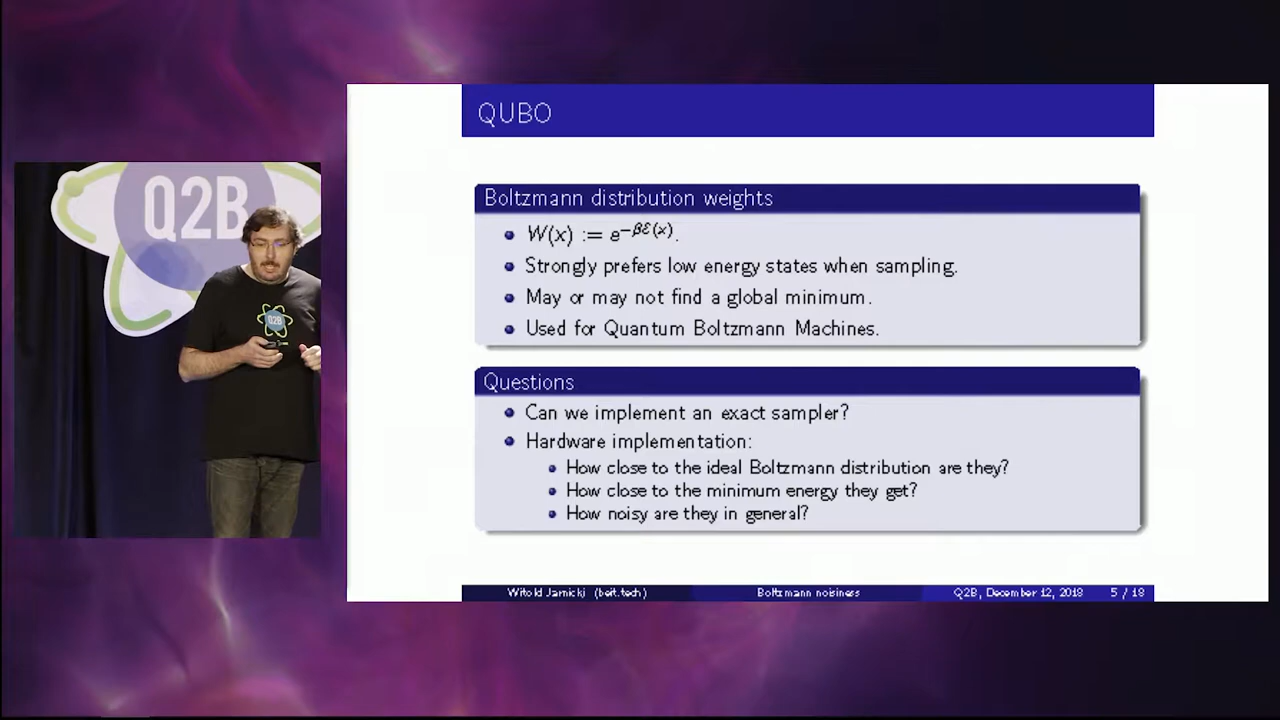 Q2B
Q2B
QUBO
Boltzmann distribution weights
W(x) := e^{-βℰ(x)}.
Strongly prefers low energy states when sampling.
May or may not find a global minimum.
Used for Quantum Boltzmann Machines.
Questions
Can we implement an exact sampler?
Hardware implementation:
How close to the ideal Boltzmann distribution are they?
How close to the minimum energy they get?
How noisy are they in general?
Witold Jarnicki (beit.tech) Boltzmann noisiness Q2B, December 12, 2019 5 / 18